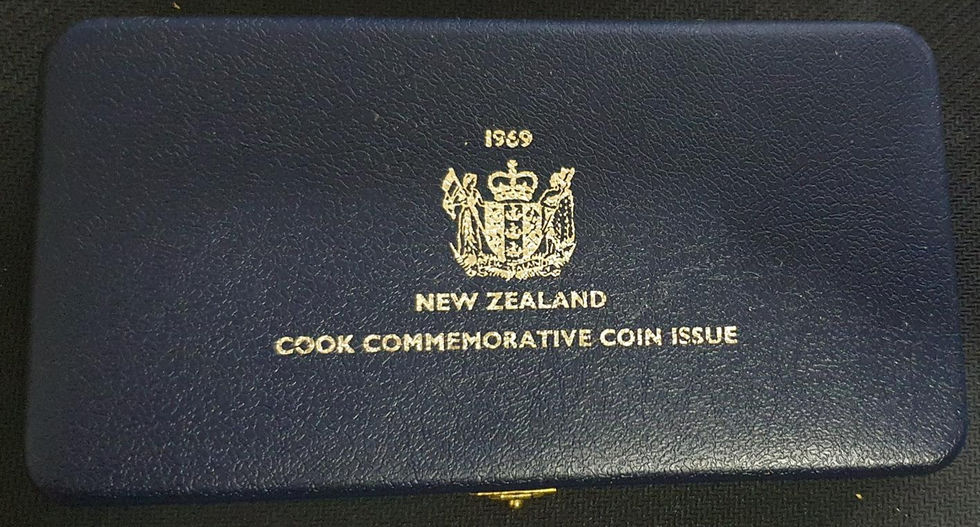 1969
NEW ZEALAND
COOK COMMEMORATIVE COIN ISSUE